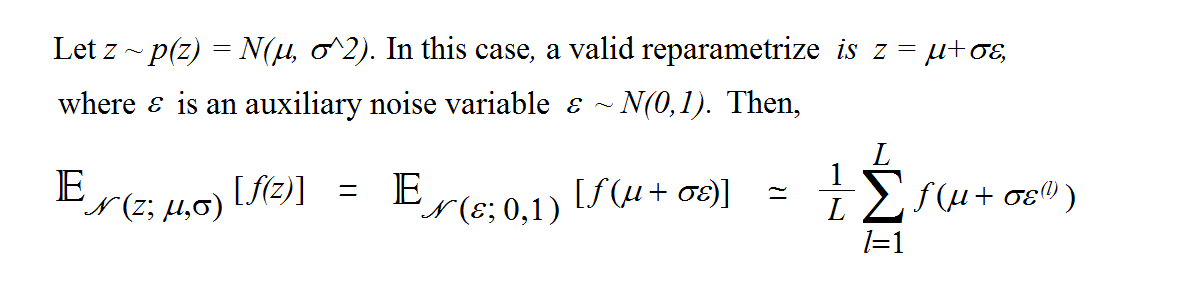 Let z ~ p(z) = N(μ, σ^2). In this case, a valid reparametrize is z = μ+σε,
where ε is an auxiliary noise variable ε ~ N(0,1). Then,
𝔼𝒩(z; μ,σ) [f(z)] = 𝔼𝒩(ε; 0,1) [f(μ+ σε)] ≃ 1/L ∑_{l=1}^{L} f(μ+ σε^(l))